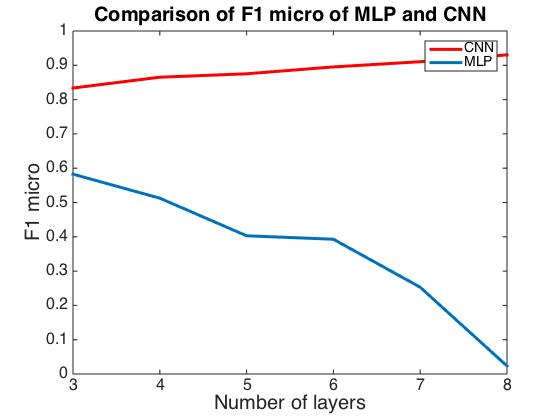 Comparison of F1 micro of MLP and CNN
1
0.9
0.8
0.7
0.6
0.5
0.4
0.3
0.2
0.1
0
F1 micro
CNN
MLP
3 4 5 6 7 8
Number of layers